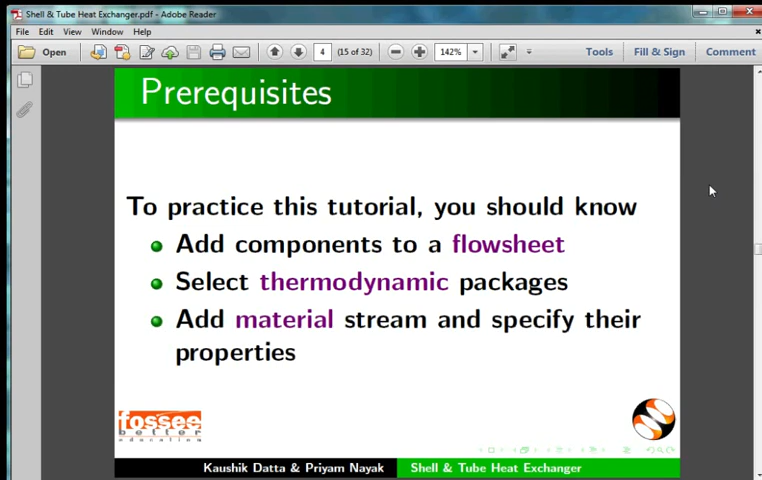 Shell & Tube Heat Exchanger.pdf - Adobe Reader
File Edit View Window Help
Open 4 (15 of 32) 142% Tools Fill & Sign Comment
Prerequisites
To practice this tutorial, you should know
Add components to a flowsheet
Select thermodynamic packages
Add material stream and specify their
properties
fossee
better
education
Kaushik Datta & Priyam Nayak Shell & Tube Heat Exchanger